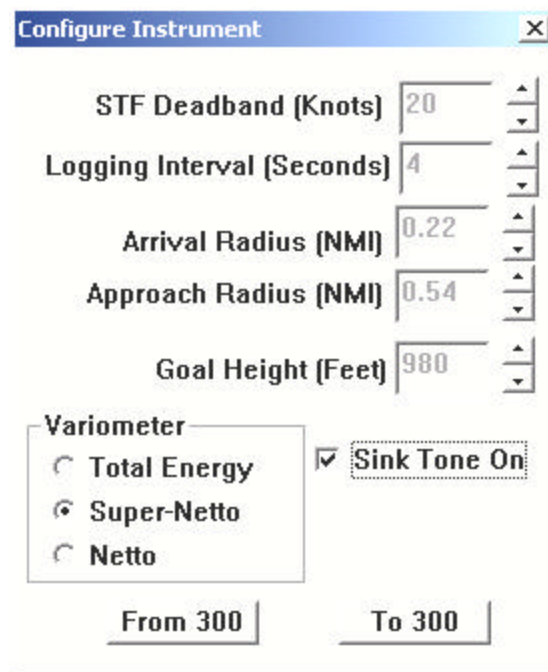 Configure Instrument
STF Deadband (Knots) 20
Logging Interval (Seconds) 4
Arrival Radius (NMI) 0.22
Approach Radius (NMI) 0.54
Goal Height (Feet) 980
Variometer
Total Energy
Sink Tone On
Super-Netto
Netto
From 300 To 300